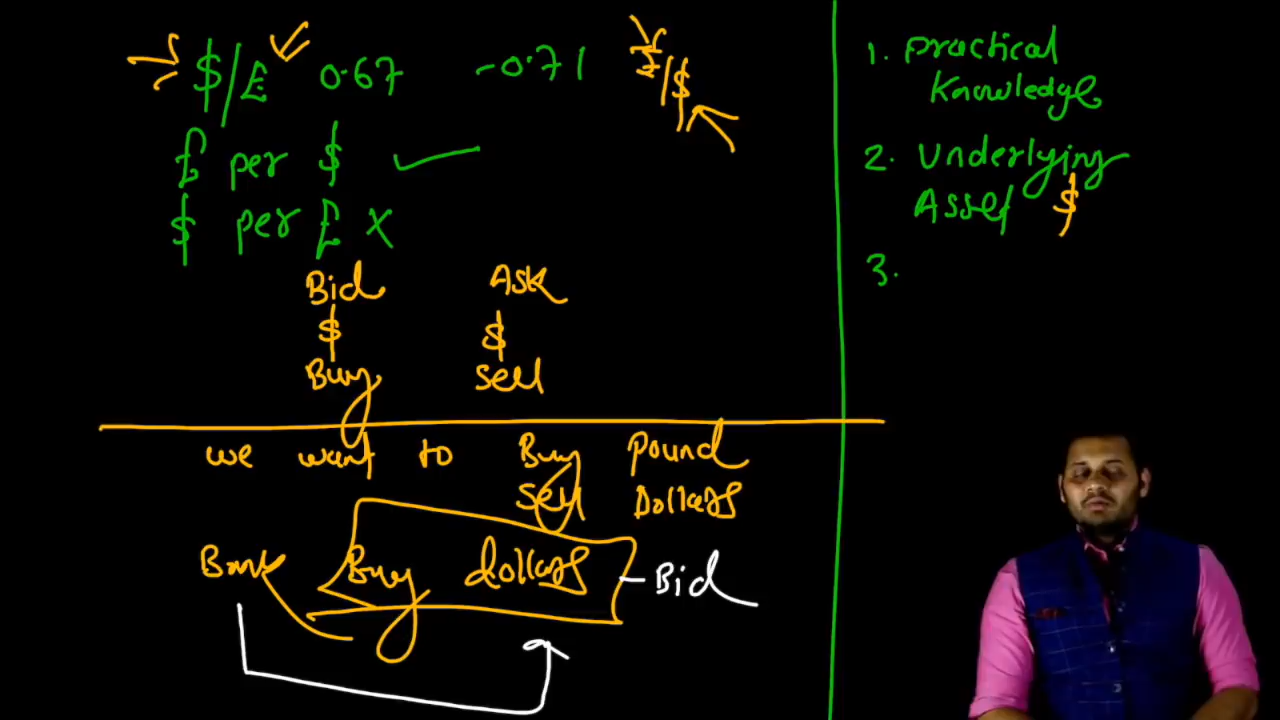 $/£ 0.67 -0.71 £/$
£ per $ ✓
$ per £ x
Bid Ask
$ $
Buy Sell
we want to Buy Pound
Sell Dollars
Bank Buy dollars - Bid
1. Practical
Knowledge
2. Underlying
Asset $
3.